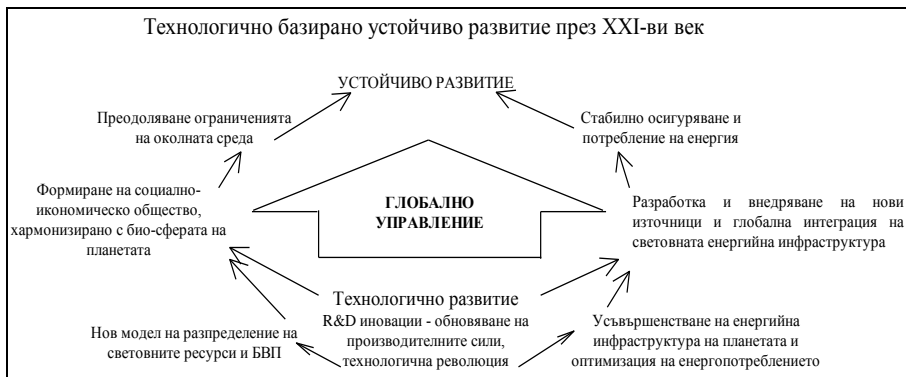 Технологично базирано устойчиво развитие през XXI-ви век
УСТОЙЧИВО РАЗВИТИЕ
Преодоляване ограниченията
на околната среда
Стабилно осигуряване и
потребление на енергия
Формиране на социално-
икономическо общество,
хармонизирано с био-сферата на
планетата
ГЛОБАЛНО
УПРАВЛЕНИЕ
Разработка и внедряване на нови
източници и глобална интеграция на
световната енергийна инфраструктура
Технологично развитие
R&D иновации - обновяване на
производителните сили,
технологична революция
Нов модел на разпределение на
световните ресурси и БВП
Усъвършенстване на енергийна
инфраструктура на планетата и
оптимизация на енергопотреблението